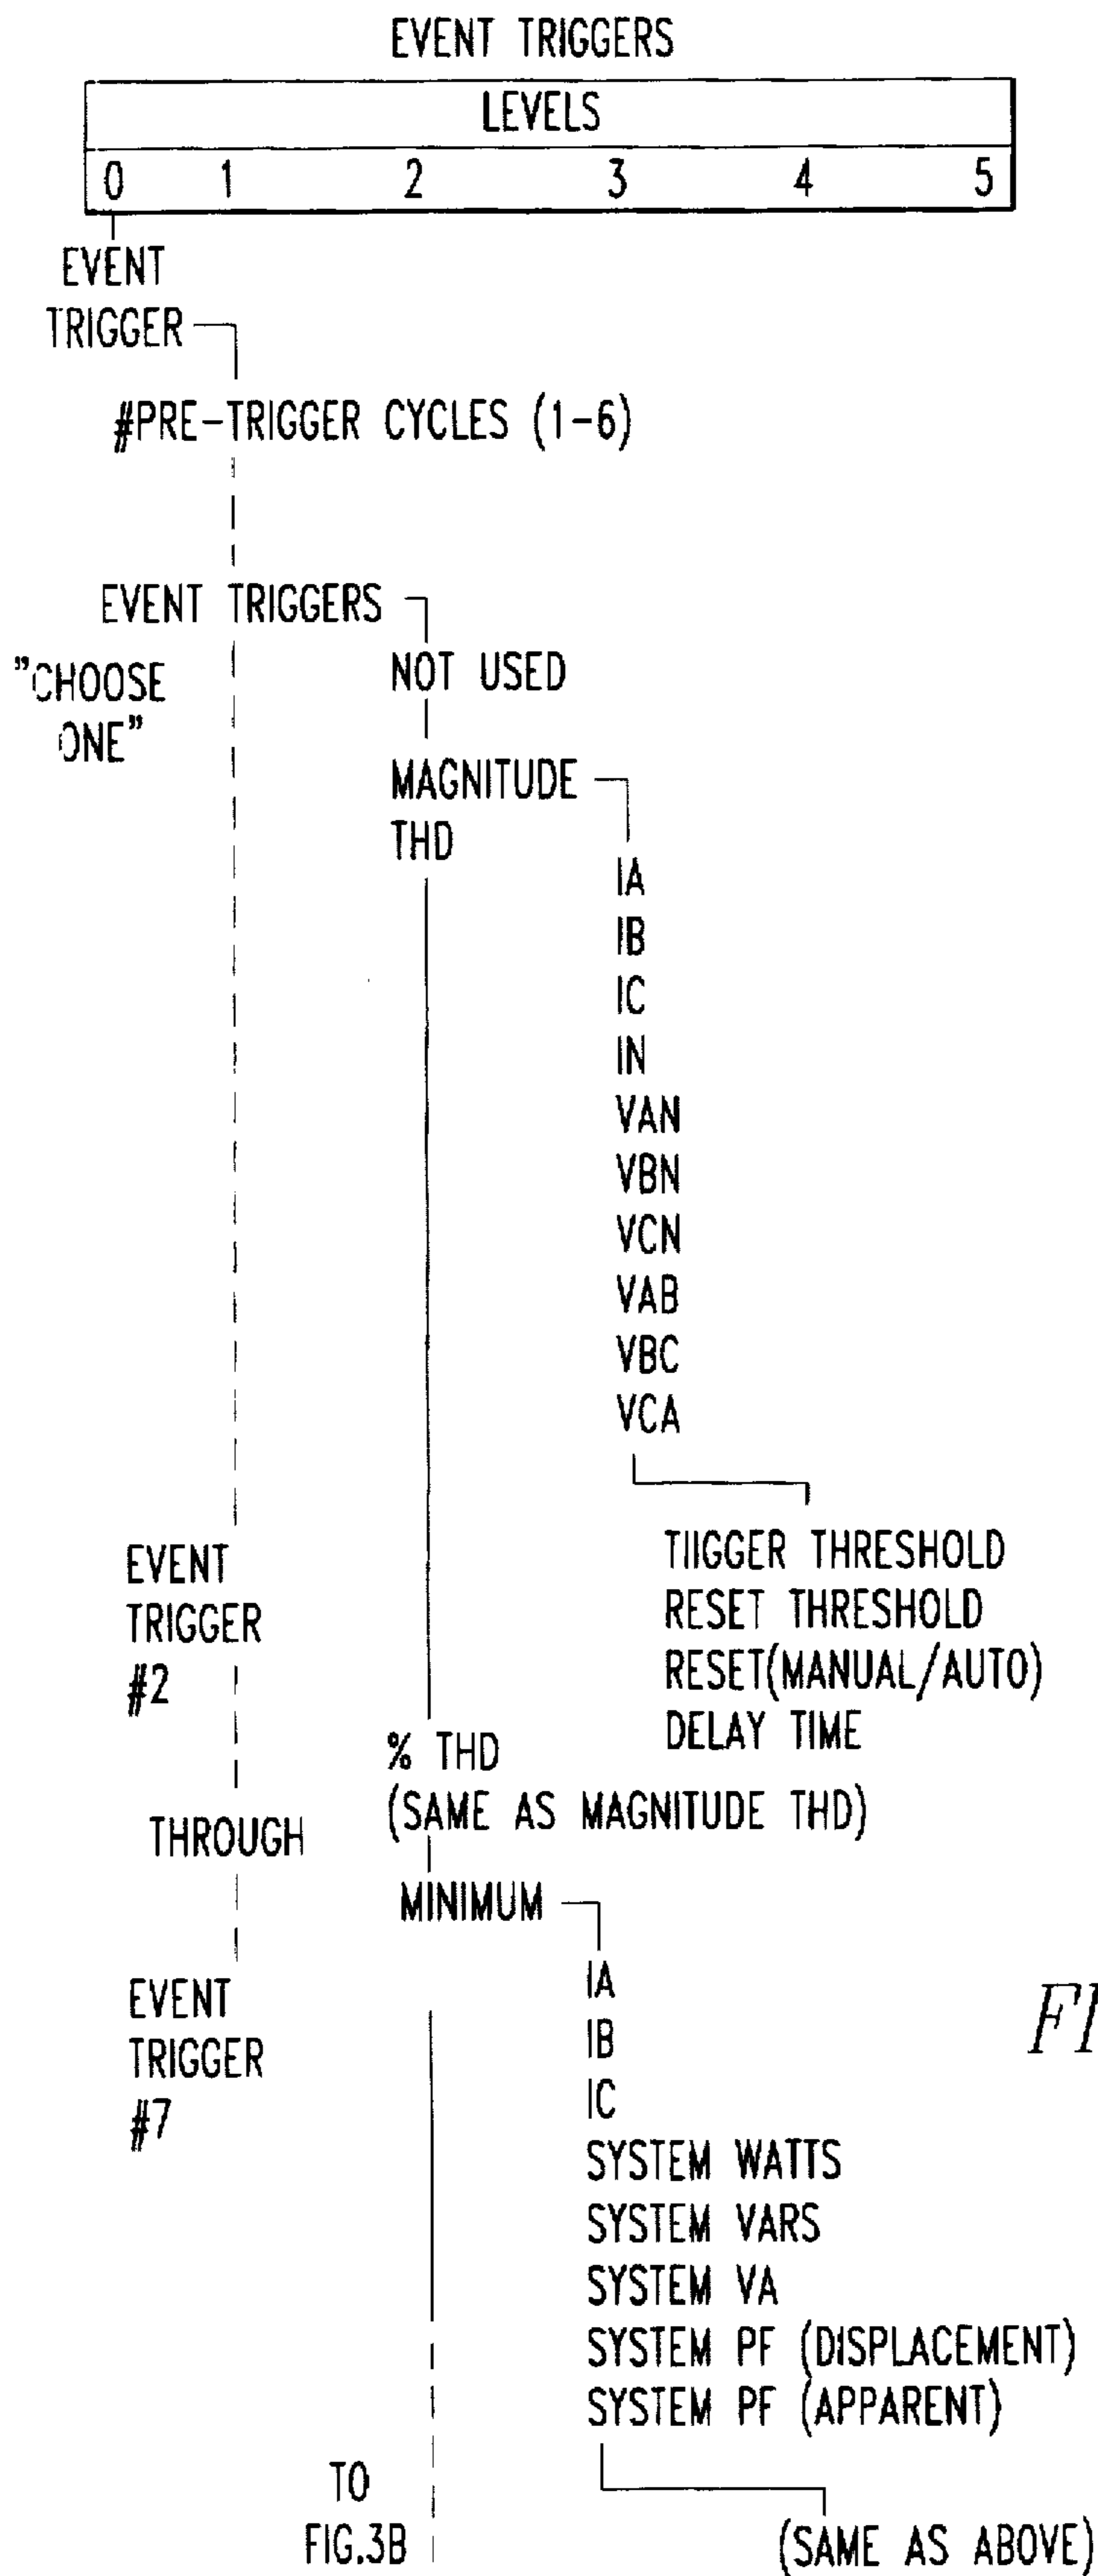 EVENT TRIGGERS
LEVELS
0 1 2 3 4 5
EVENT
TRIGGER
#PRE-TRIGGER CYCLES (1-6)
EVENT TRIGGERS
"CHOOSE
ONE"
NOT USED
MAGNITUDE
THD
IA
IB
IC
IN
VAN
VBN
VCN
VAB
VBC
VCA
TIIGGER THRESHOLD
RESET THRESHOLD
RESET(MANUAL/AUTO)
DELAY TIME
EVENT
TRIGGER
#2
% THD
(SAME AS MAGNITUDE THD)
THROUGH
MINIMUM
EVENT
TRIGGER
#7
IA
IB
IC
SYSTEM WATTS
SYSTEM VARS
SYSTEM VA
SYSTEM PF (DISPLACEMENT)
SYSTEM PF (APPARENT)
TO
FIG.3B
(SAME AS ABOVE)